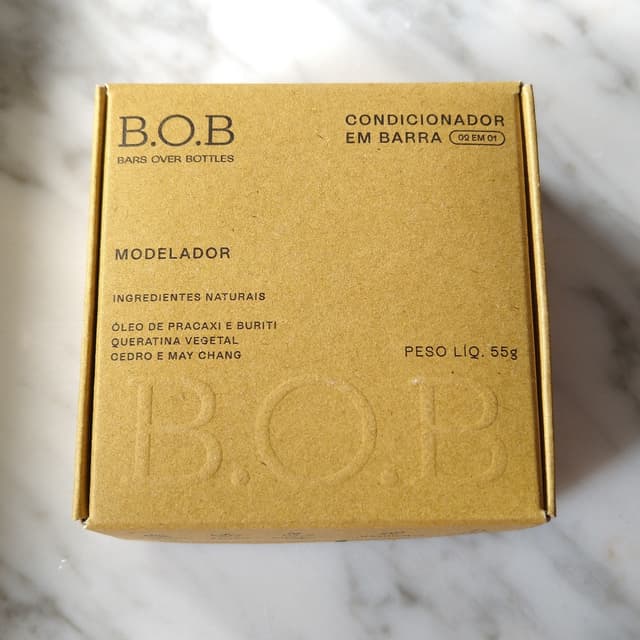 B.O.B
BARS OVER BOTTLES
CONDICIONADOR
EM BARRA 02 EM 01
MODELADOR
INGREDIENTES NATURAIS
ÓLEO DE PRACAXI E BURITI
QUERATINA VEGETAL
CEDRO E MAY CHANG
PESO LÍQ. 55g
B.O.B